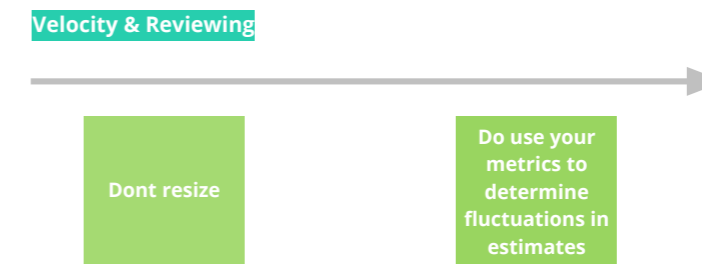 Velocity & Reviewing
Dont resize
Do use your
metrics to
determine
fluctuations in
estimates